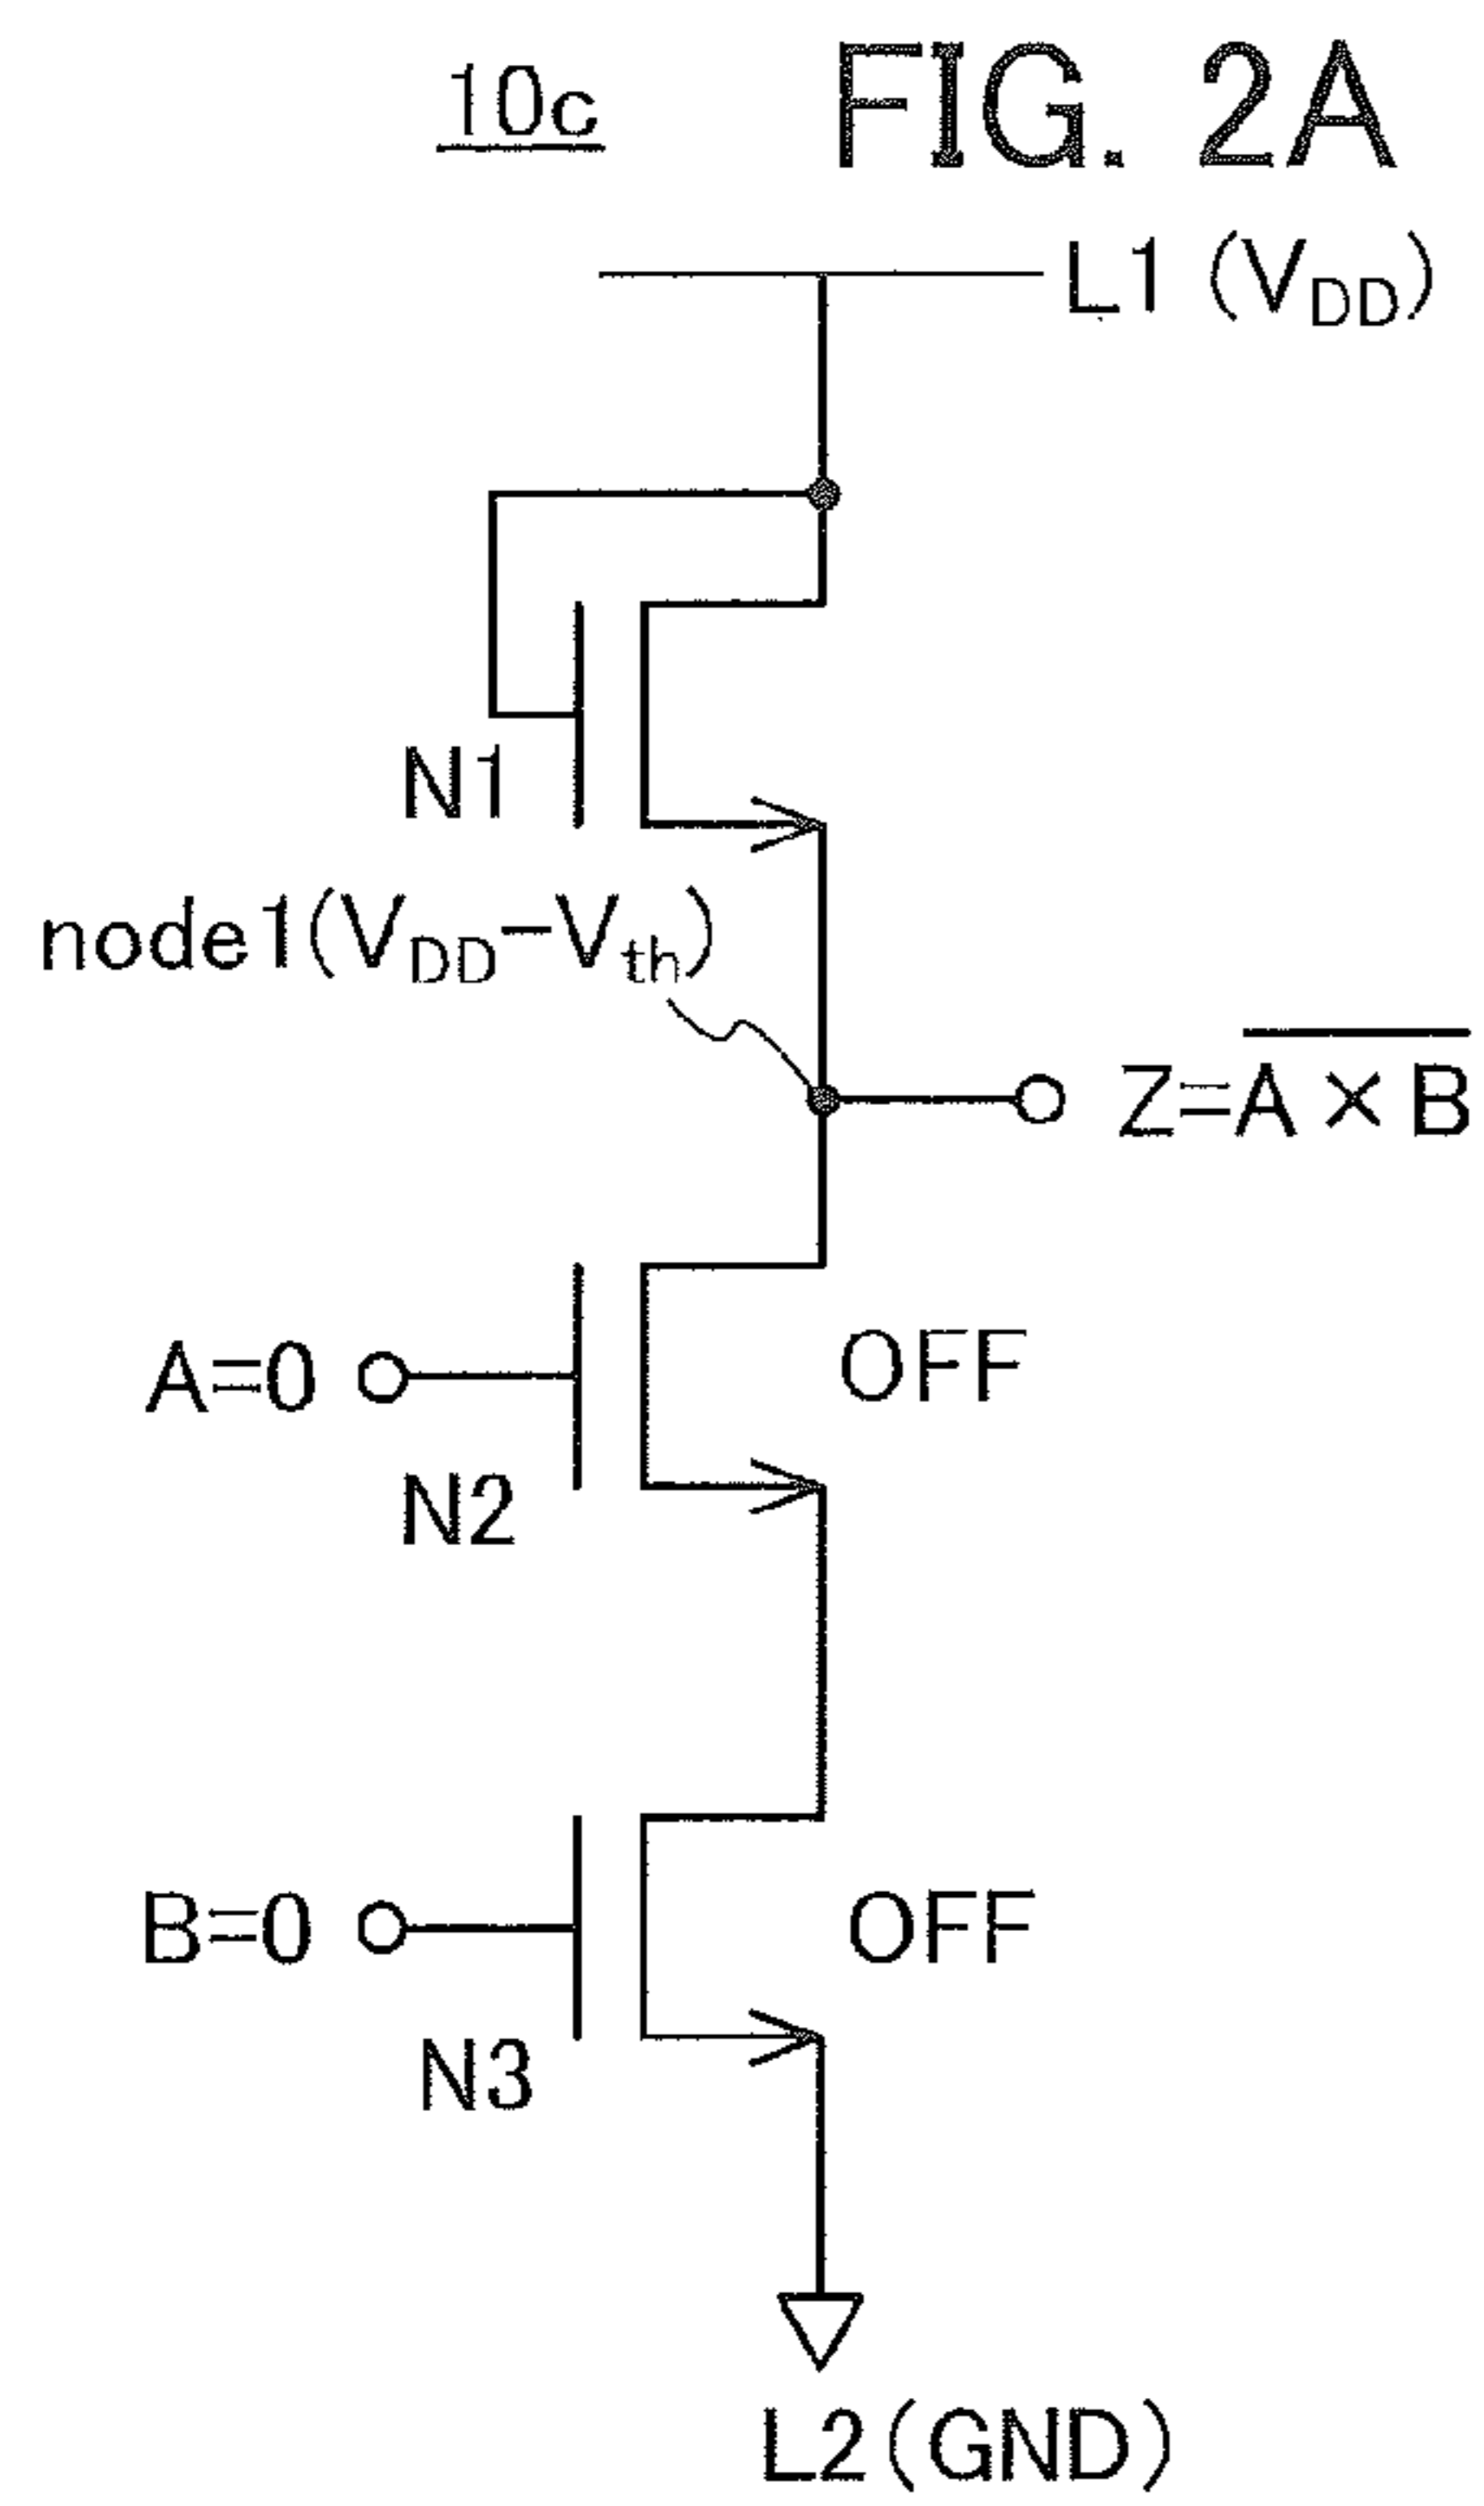 10c
FIG. 2A
L1 (VDD)
N1
node1(VDD-Vth)
Z=A̅ ̅×̅ ̅B̅
A=0
OFF
N2
B=0
OFF
N3
L2(GND)